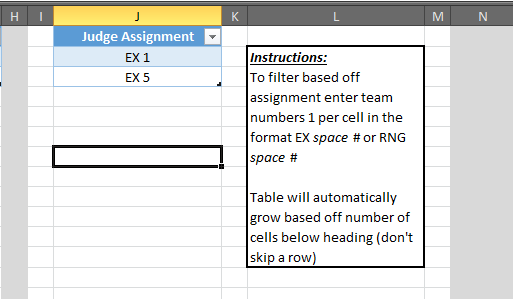 H I J K L M N
Judge Assignment
EX 1
EX 5
Instructions:
To filter based off
assignment enter team
numbers 1 per cell in the
format EX space # or RNG
space #
Table will automatically
grow based off number of
cells below heading (don't
skip a row)